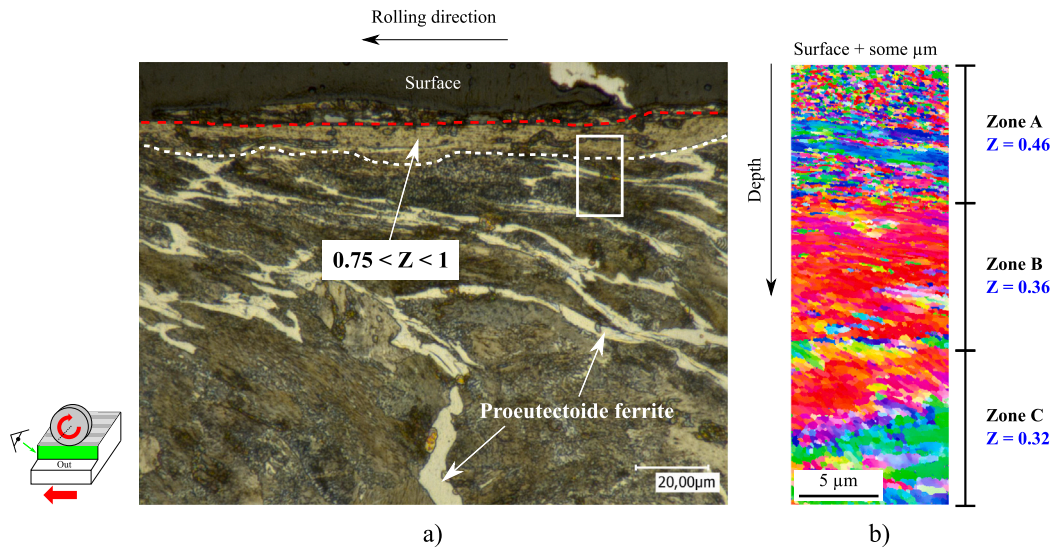 Rolling direction
Surface
0.75 < Z < 1
Proeutectoide ferrite
20,00µm
Out
a)
Surface + some µm
Depth
Zone A
Z = 0.46
Zone B
Z = 0.36
Zone C
Z = 0.32
5 µm
b)